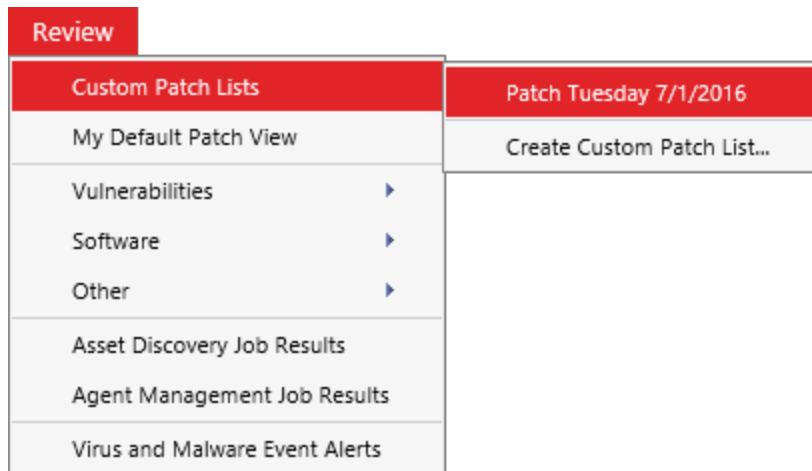 Review
Custom Patch Lists
Patch Tuesday 7/1/2016
Create Custom Patch List...
My Default Patch View
Vulnerabilities
Software
Other
Asset Discovery Job Results
Agent Management Job Results
Virus and Malware Event Alerts